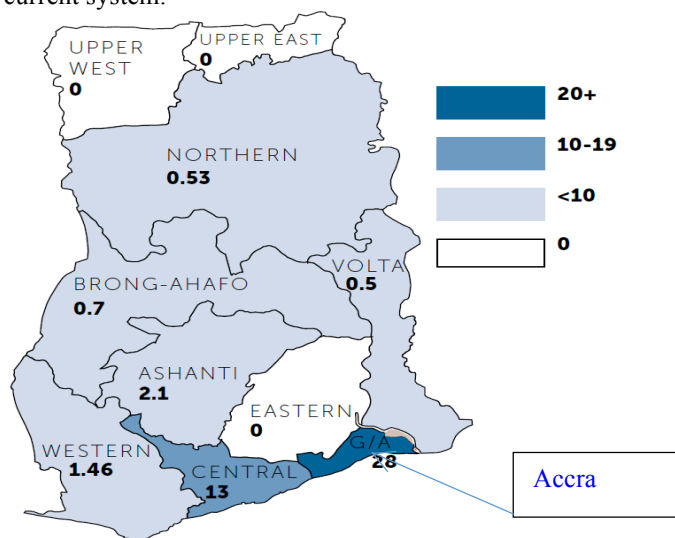 current system.
UPPER
WEST
0
UPPER EAST
0
20+
10-19
<10
0
NORTHERN
0.53
VOLTA
0.5
BRONG-AHAFO
0.7
ASHANTI
2.1
EASTERN
0
WESTERN
1.46
CENTRAL
13
G/A
28
Accra